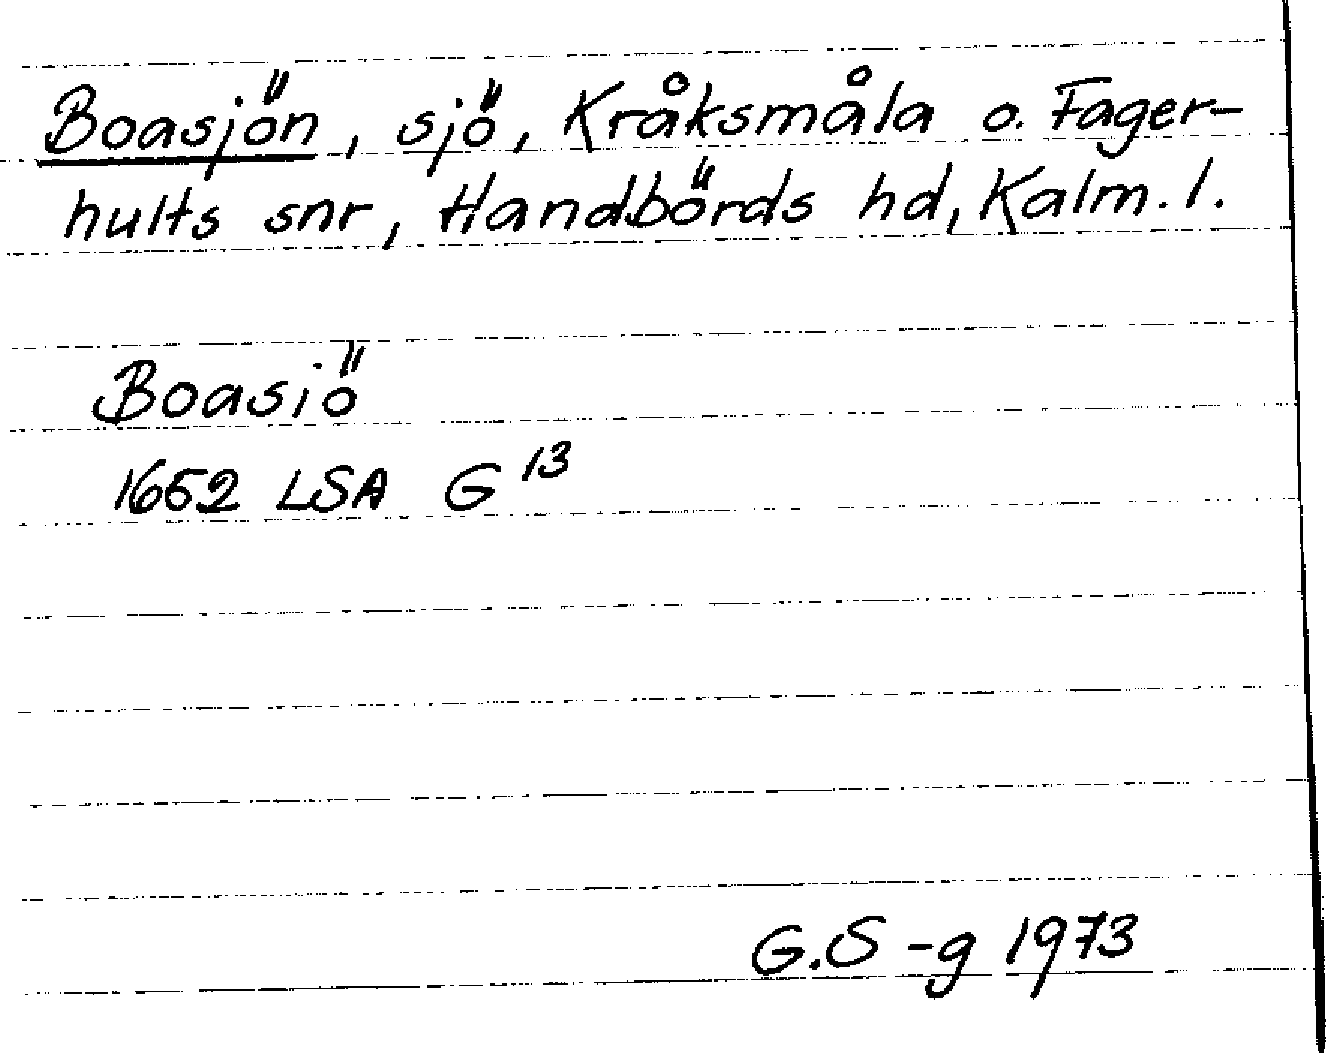 Boasjön, sjö, Kråksmåla o. Fager-
hults snr, Handbörds hd, Kalm. l.
Boasiö
1652 LSA G 13
G.S-g 1973